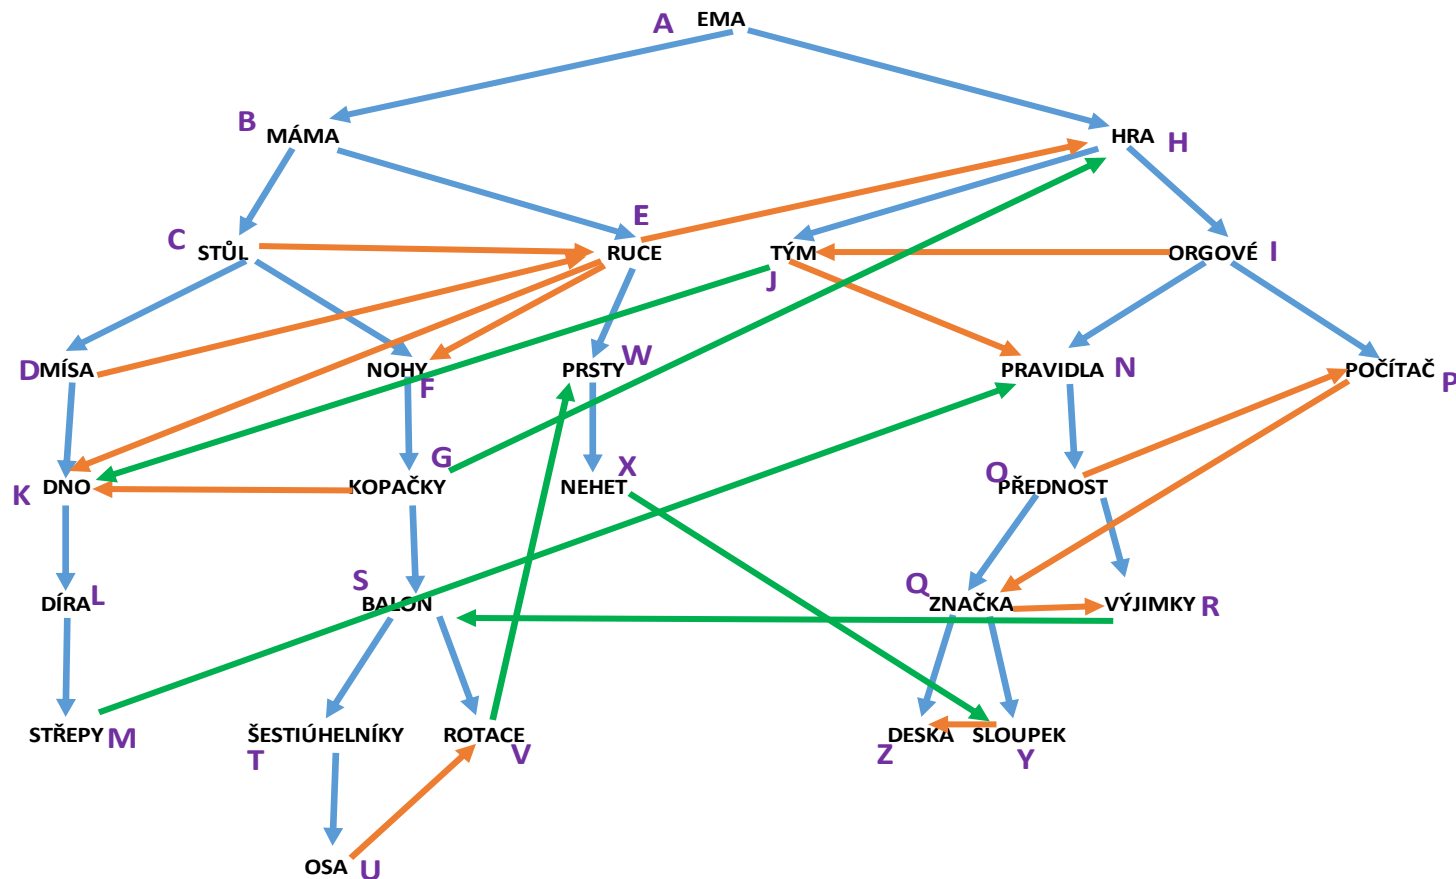 A EMA
B MÁMA
HRA H
C STŮL
E RUCE
TÝM J
ORGOVÉ I
D MÍSA
NOHY F
PRSTY W
PRAVIDLA N
POČÍTAČ P
K DNO
KOPAČKY G
NEHET X
O PŘEDNOST
DÍRA L
S BALON
Q ZNAČKA
VÝJIMKY R
STŘEPY M
ŠESTIÚHELNÍKY T
ROTACE V
DESKA Z
SLOUPEK Y
OSA U